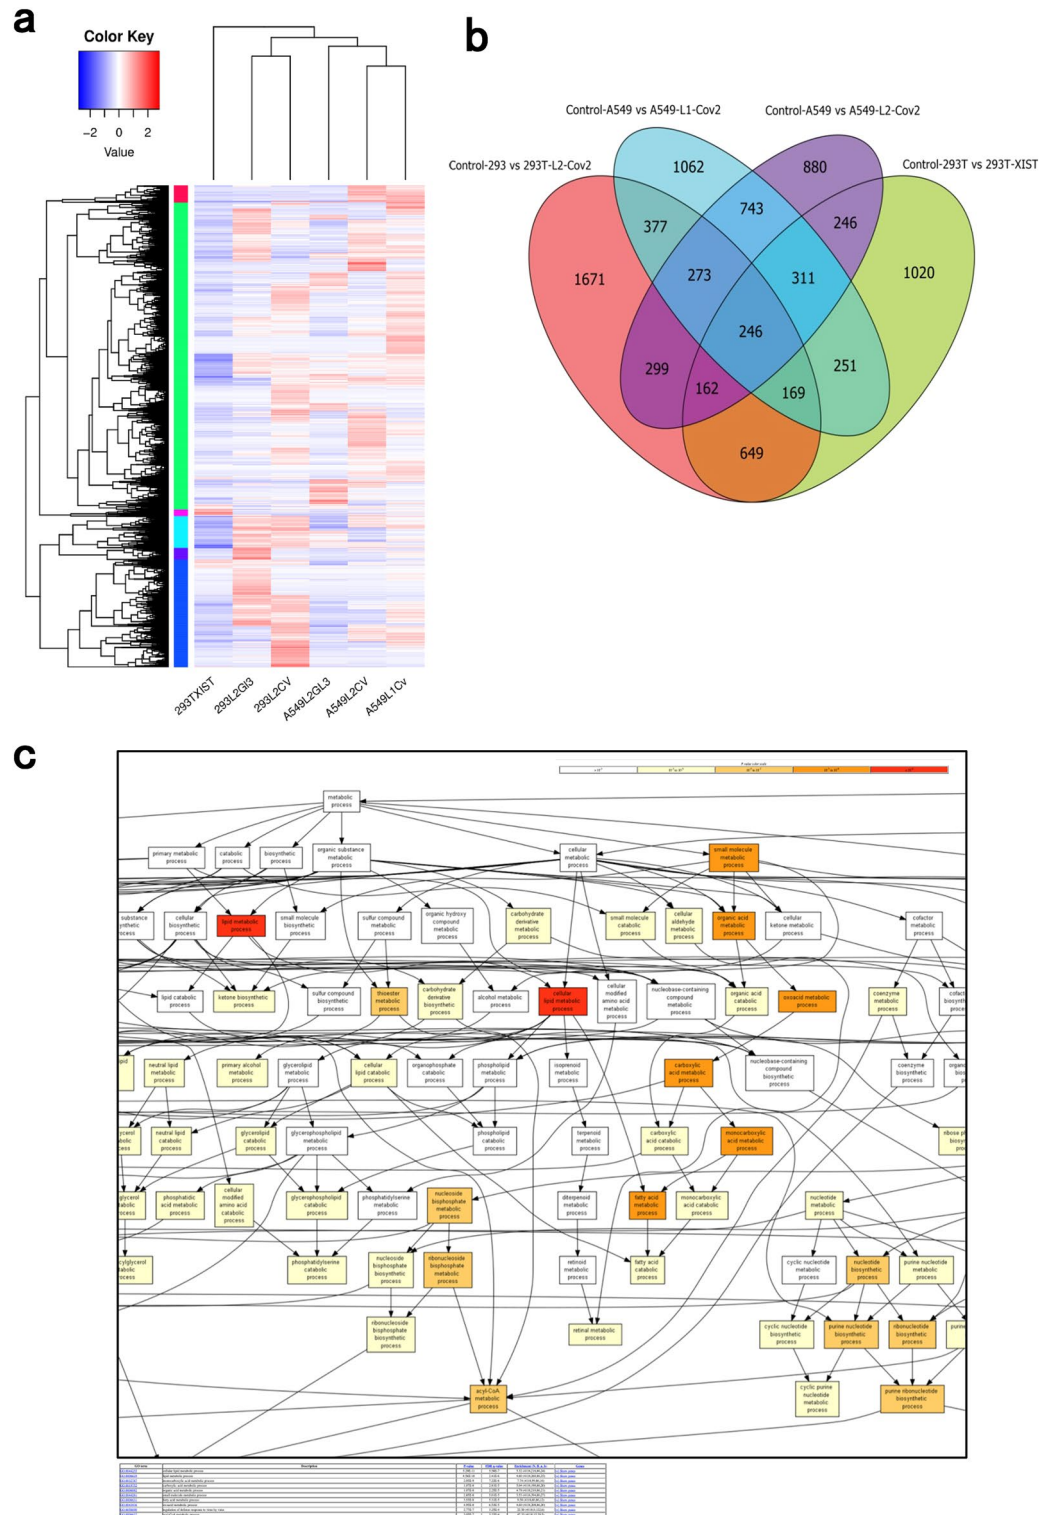 a
Color Key
−2 0 2
Value
293TXIST
293L2Gl3
293L2CV
A549L2GL3
A549L2CV
A549L1Cv
b
Control-A549 vs A549-L1-Cov2
Control-A549 vs A549-L2-Cov2
Control-293 vs 293T-L2-Cov2
Control-293T vs 293T-XIST
1062
880
743
377
246
1671
273
311
1020
246
299
162
169
251
649
c
metabolic
process
primary metabolic
process
catabolic
process
biosynthetic
process
organic substance
metabolic
process
cellular
metabolic
process
small molecule
metabolic
process
substance
cellular
biosynthetic
process
lipid metabolic
process
small molecule
biosynthetic
process
sulfur compound
metabolic
process
organic hydroxy
compound
metabolic
process
carbohydrate
derivative
metabolic
process
small molecule
catabolic
process
cellular
aldehyde
metabolic
process
organic acid
metabolic
process
cellular
ketone metabolic
process
cofactor
metabolic
process
lipid catabolic
process
ketone biosynthetic
process
sulfur compound
biosynthetic
process
thioester
metabolic
process
carbohydrate
derivative
biosynthetic
process
alcohol metabolic
process
cellular
lipid metabolic
process
cellular
modified
amino acid
metabolic
process
nucleobase-containing
compound
metabolic
process
organic acid
catabolic
process
oxoacid metabolic
process
coenzyme
metabolic
process
neutral lipid
metabolic
process
primary alcohol
metabolic
process
glycerolipid
metabolic
process
cellular
lipid catabolic
process
organophosphate
catabolic
process
phospholipid
metabolic
process
isoprenoid
metabolic
process
carboxylic
acid metabolic
process
nucleobase-containing
compound
biosynthetic
process
coenzyme
biosynthetic
process
neutral lipid
catabolic
process
glycerolipid
catabolic
process
glycerophospholipid
metabolic
process
phospholipid
catabolic
process
terpenoid
metabolic
process
carboxylic
acid catabolic
process
monocarboxylic
acid metabolic
process
ribose
phosphatidic
acid metabolic
process
cellular
modified
amino acid
catabolic
process
glycerophospholipid
catabolic
process
phosphatidylserine
metabolic
process
nucleoside
bisphosphate
metabolic
process
diterpenoid
metabolic
process
fatty acid
metabolic
process
monocarboxylic
acid catabolic
process
nucleotide
metabolic
process
phosphatidylserine
catabolic
process
nucleoside
bisphosphate
biosynthetic
process
ribonucleoside
bisphosphate
metabolic
process
retinoid
metabolic
process
fatty acid
catabolic
process
cyclic nucleotide
metabolic
process
nucleotide
biosynthetic
process
purine nucleotide
metabolic
process
ribonucleoside
bisphosphate
biosynthetic
process
retinal metabolic
process
cyclic nucleotide
biosynthetic
process
purine nucleotide
biosynthetic
process
ribonucleotide
biosynthetic
process
acyl-CoA
metabolic
process
cyclic purine
nucleotide
metabolic
process
purine ribonucleotide
biosynthetic
process